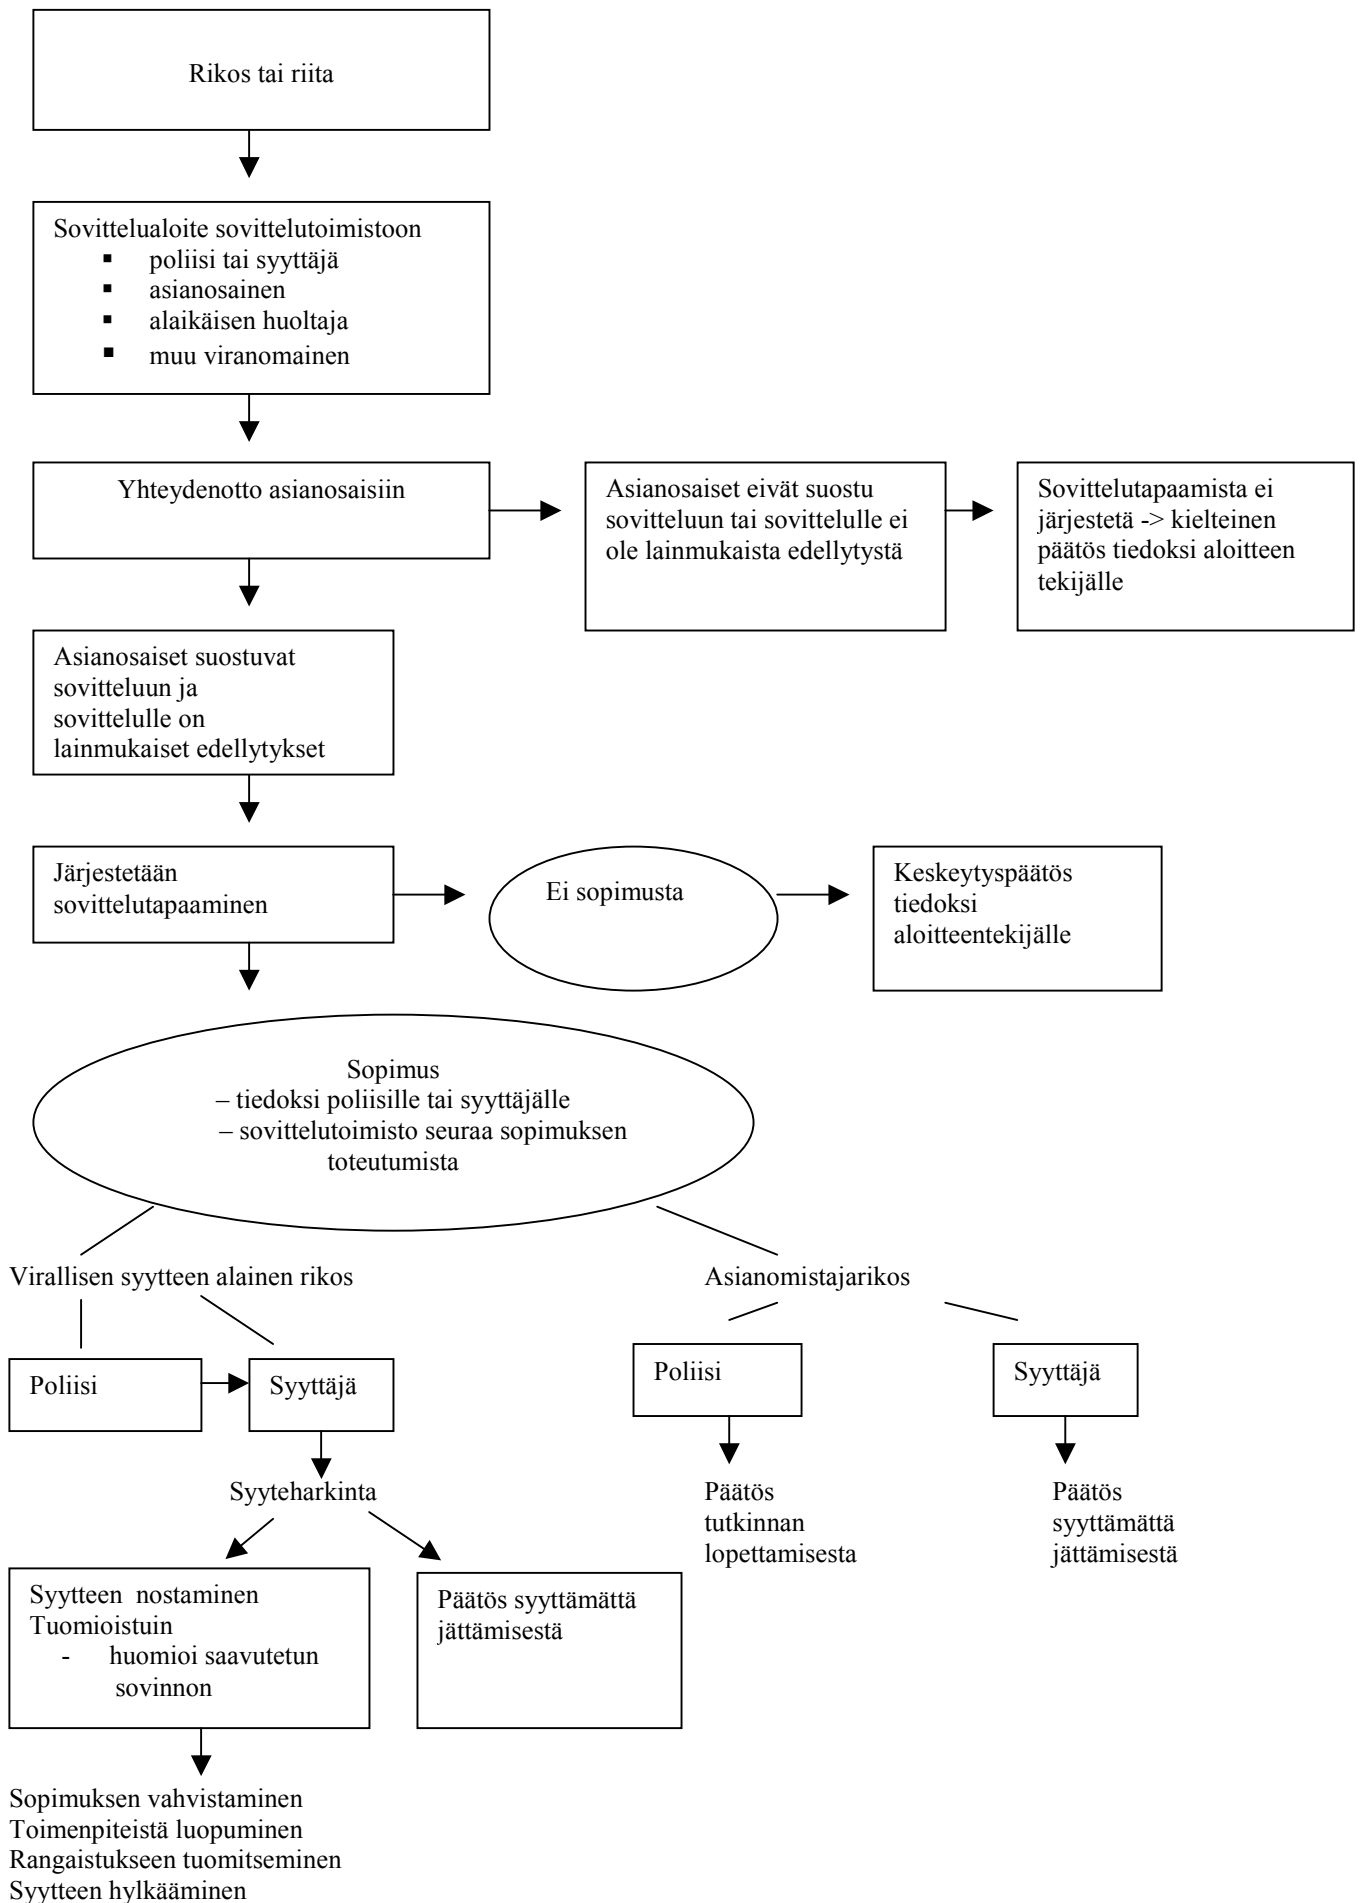 Rikos tai riita
Sovittelualoite sovittelutoimistoon
▪ poliisi tai syyttäjä
▪ asianosainen
▪ alaikäisen huoltaja
▪ muu viranomainen
Yhteydenotto asianosaisiin
Asianosaiset eivät suostu
sovitteluun tai sovittelulle ei
ole lainmukaista edellytystä
Sovittelutapaamista ei
järjestetä -> kielteinen
päätös tiedoksi aloitteen
tekijälle
Asianosaiset suostuvat
sovitteluun ja
sovittelulle on
lainmukaiset edellytykset
Järjestetään
sovittelutapaaminen
Ei sopimusta
Keskeytyspäätös
tiedoksi
aloitteentekijälle
Sopimus
– tiedoksi poliisille tai syyttäjälle
– sovittelutoimisto seuraa sopimuksen
toteutumista
Virallisen syytteen alainen rikos
Asianomistajarikos
Poliisi
Syyttäjä
Poliisi
Syyttäjä
Syyteharkinta
Päätös
tutkinnan
lopettamisesta
Päätös
syyttämättä
jättämisestä
Syytteen nostaminen
Tuomioistuin
- huomioi saavutetun
sovinnon
Päätös syyttämättä
jättämisestä
Sopimuksen vahvistaminen
Toimenpiteistä luopuminen
Rangaistukseen tuomitseminen
Syytteen hylkääminen